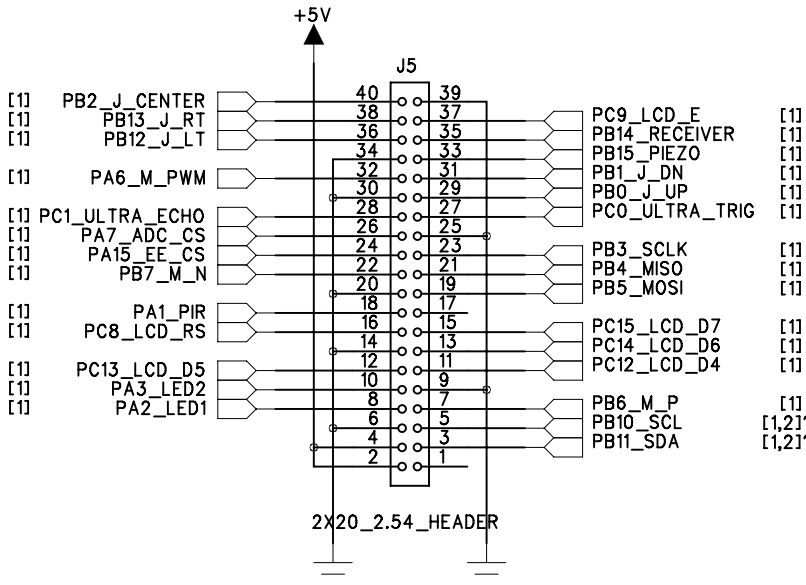 +5V
J5
[1] PB2_J_CENTER 40 39
[1] PB13_J_RT 38 37 PC9_LCD_E [1]
[1] PB12_J_LT 36 35 PB14_RECEIVER [1]
34 33 PB15_PIEZO [1]
[1] PA6_M_PWM 32 31 PB1_J_DN [1]
30 29 PB0_J_UP [1]
[1] PC1_ULTRA_ECHO 28 27 PC0_ULTRA_TRIG [1]
[1] PA7_ADC_CS 26 25
[1] PA15_EE_CS 24 23 PB3_SCLK [1]
[1] PB7_M_N 22 21 PB4_MISO [1]
20 19 PB5_MOSI [1]
[1] PA1_PIR 18 17
[1] PC8_LCD_RS 16 15 PC15_LCD_D7 [1]
14 13 PC14_LCD_D6 [1]
[1] PC13_LCD_D5 12 11 PC12_LCD_D4 [1]
[1] PA3_LED2 10 9
[1] PA2_LED1 8 7 PB6_M_P [1]
6 5 PB10_SCL [1,2]
4 3 PB11_SDA [1,2]
2 1
2X20_2.54_HEADER